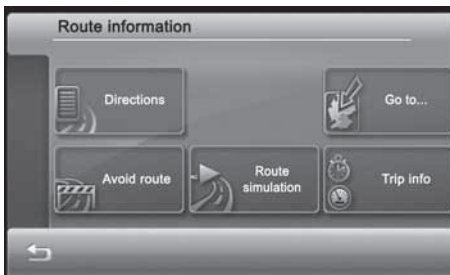 Route information
Directions
Go to...
Avoid route
Route
simulation
Trip info